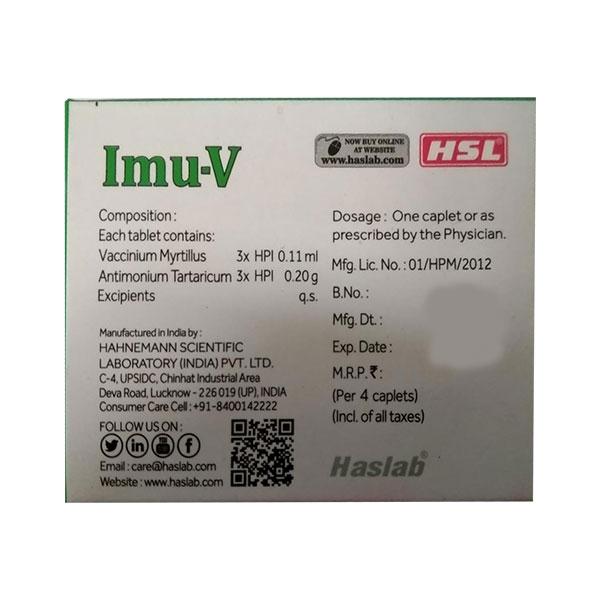 Imu-V
NOW BUY ONLINE
AT WEBSITE
www.haslab.com
HSL®
Composition :
Each tablet contains:
Vaccinium Myrtillus 3x HPI 0.11 ml
Antimonium Tartaricum 3x HPI 0.20 g
Excipients q.s.
Manufactured in India by :
HAHNEMANN SCIENTIFIC
LABORATORY (INDIA) PVT. LTD.
C-4, UPSIDC, Chinhat Industrial Area
Deva Road, Lucknow - 226 019 (UP), INDIA
Consumer Care Cell : +91-8400142222
FOLLOW US ON :
Email : care@haslab.com
Website : www.haslab.com
Dosage : One caplet or as
prescribed by the Physician.
Mfg. Lic. No. : 01/HPM/2012
B.No. :
Mfg. Dt. :
Exp. Date :
M.R.P. ₹ :
(Per 4 caplets)
(Incl. of all taxes)
Haslab®